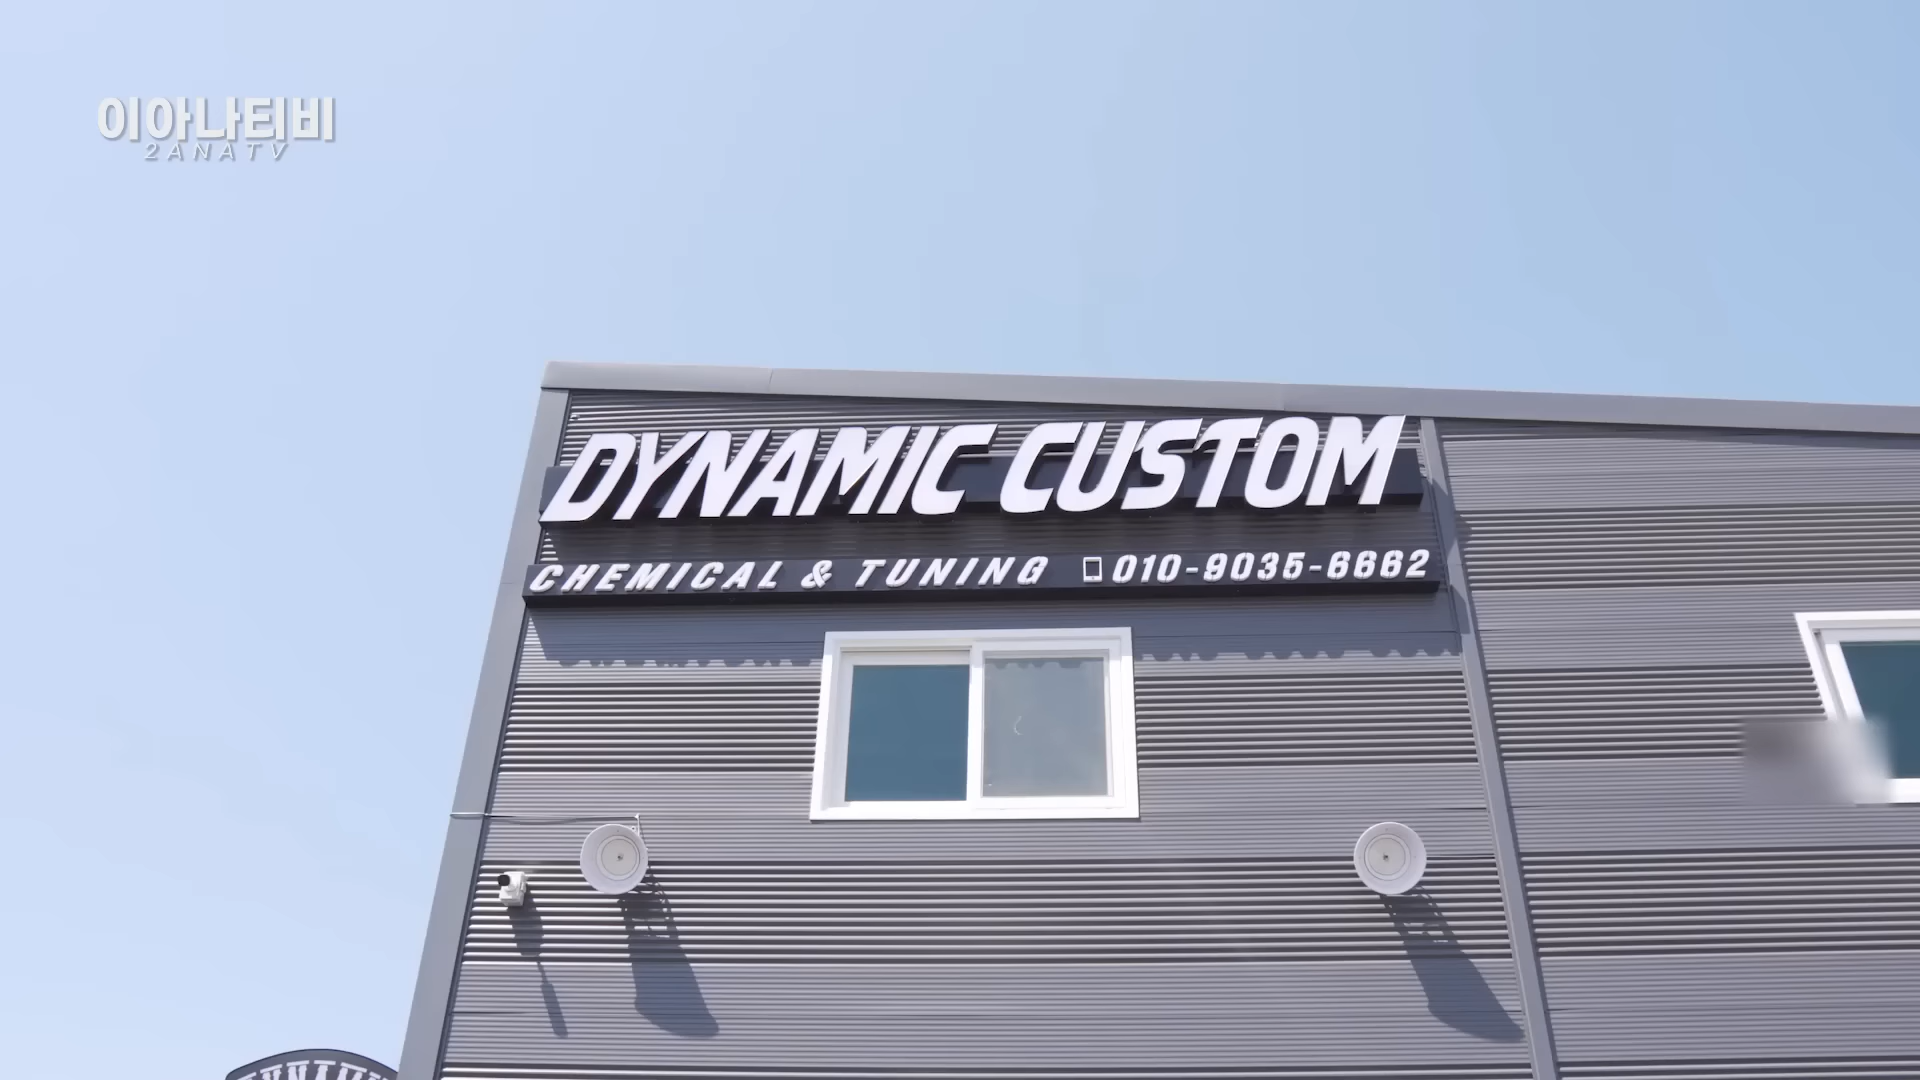 이아나티비
2ANATV
DYNAMIC CUSTOM
CHEMICAL & TUNING 010-9035-6662